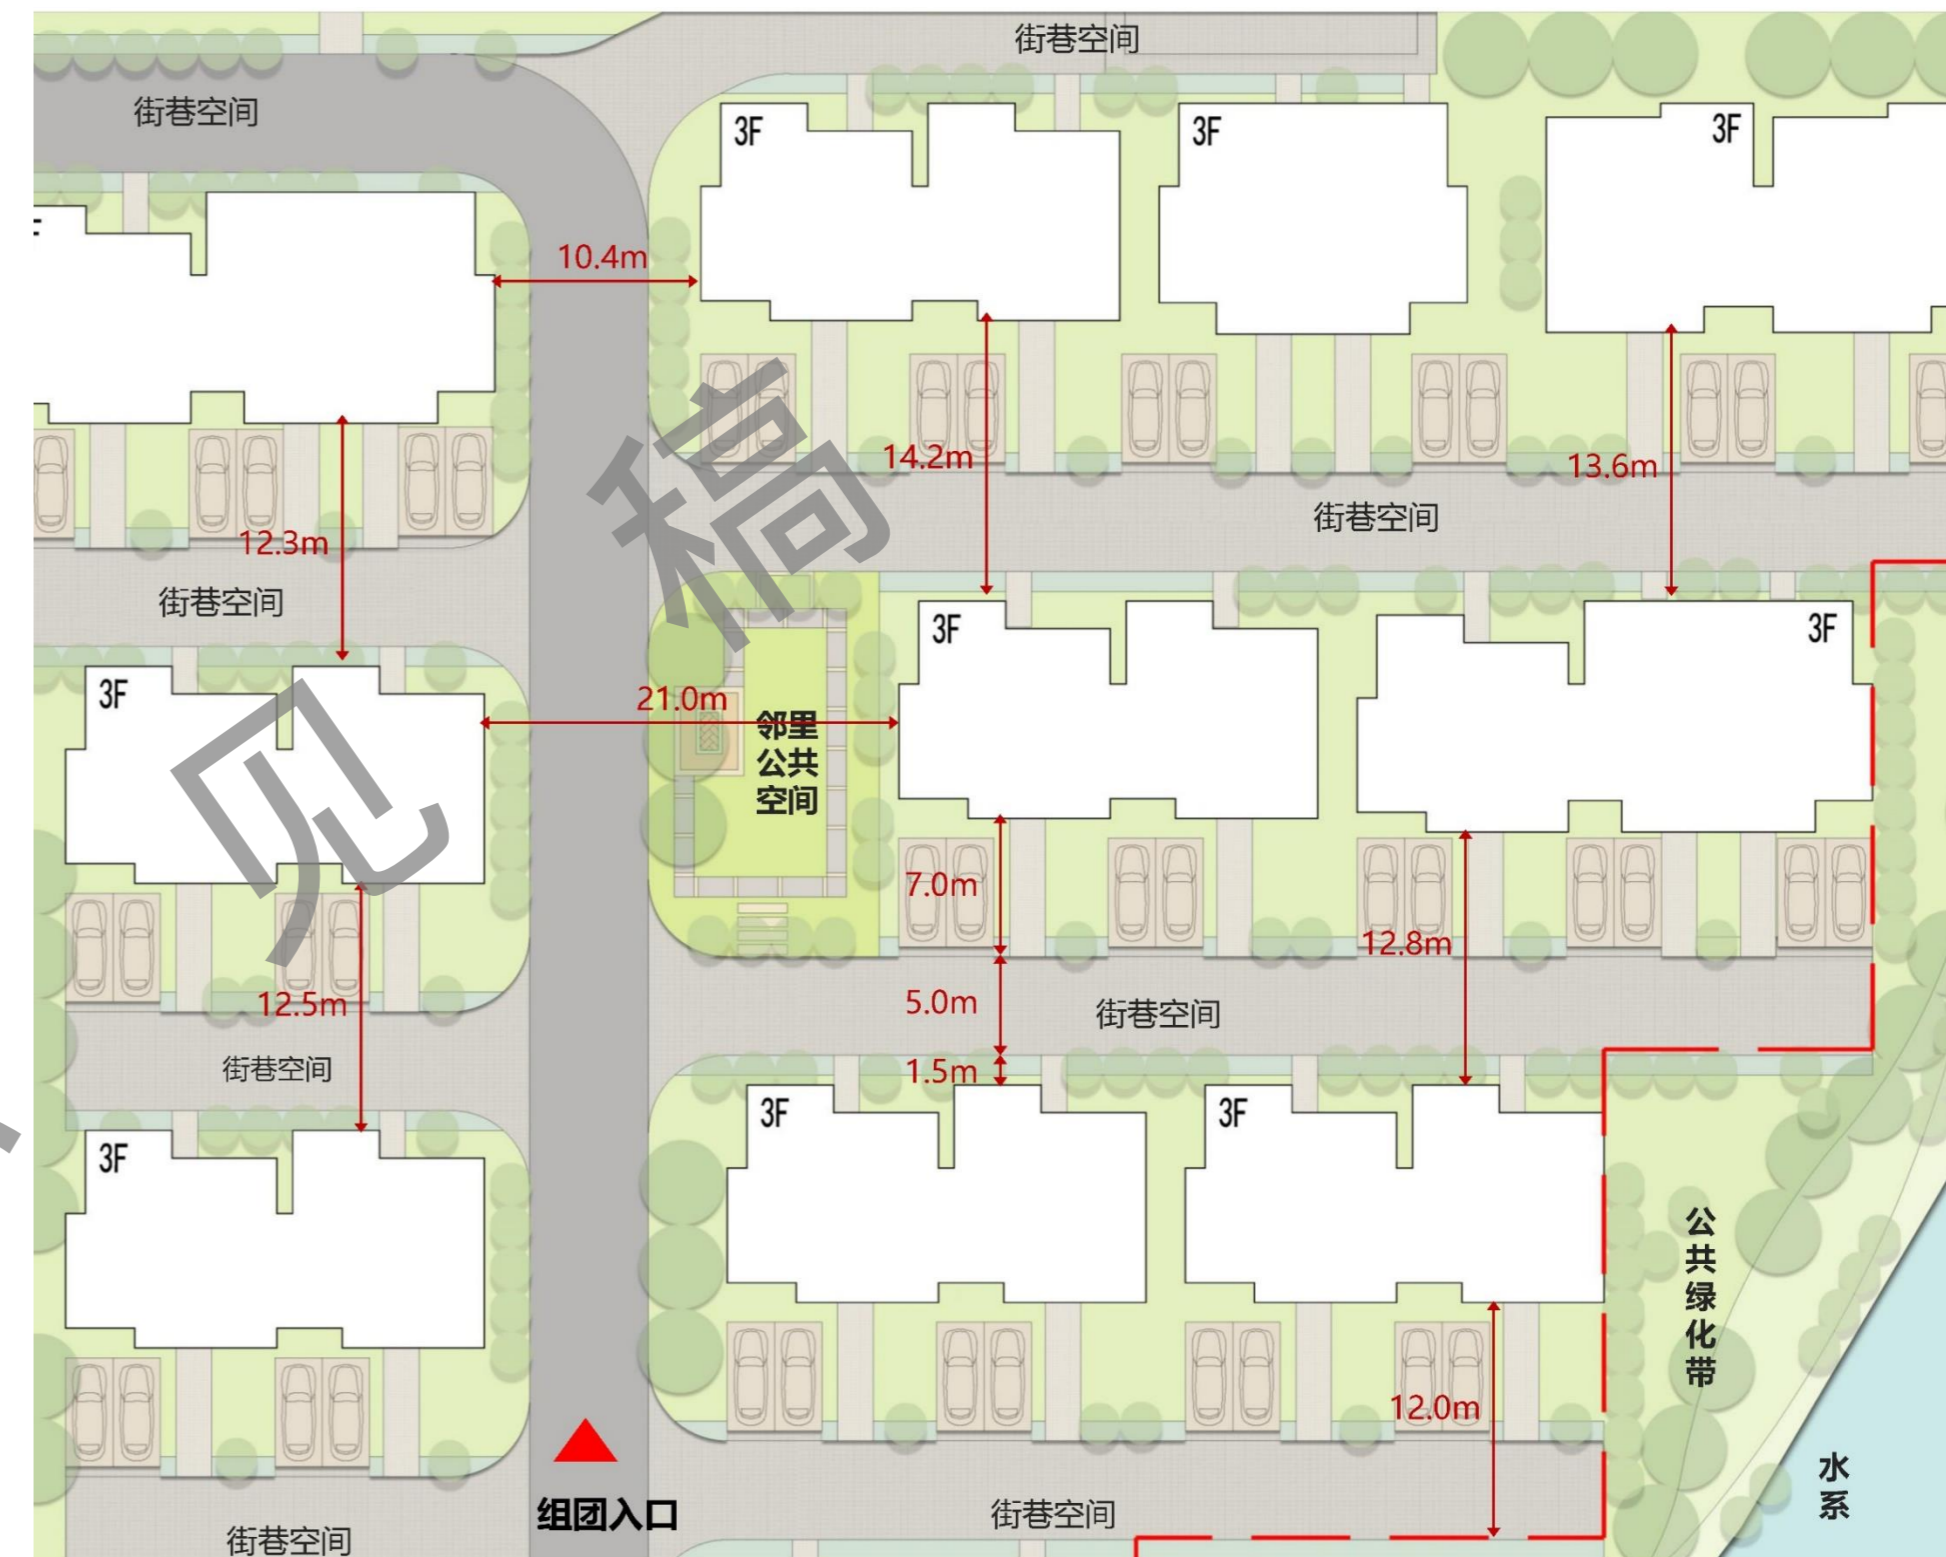 街巷空间
街巷空间
3F
3F
3F
10.4m
14.2m
13.6m
12.3m
街巷空间
街巷空间
稿
3F
3F
3F
21.0m
邻里
公共
空间
见
7.0m
12.8m
12.5m
5.0m
街巷空间
街巷空间
1.5m
3F
3F
3F
公
共
绿
化
带
12.0m
水
系
组团入口
街巷空间
街巷空间